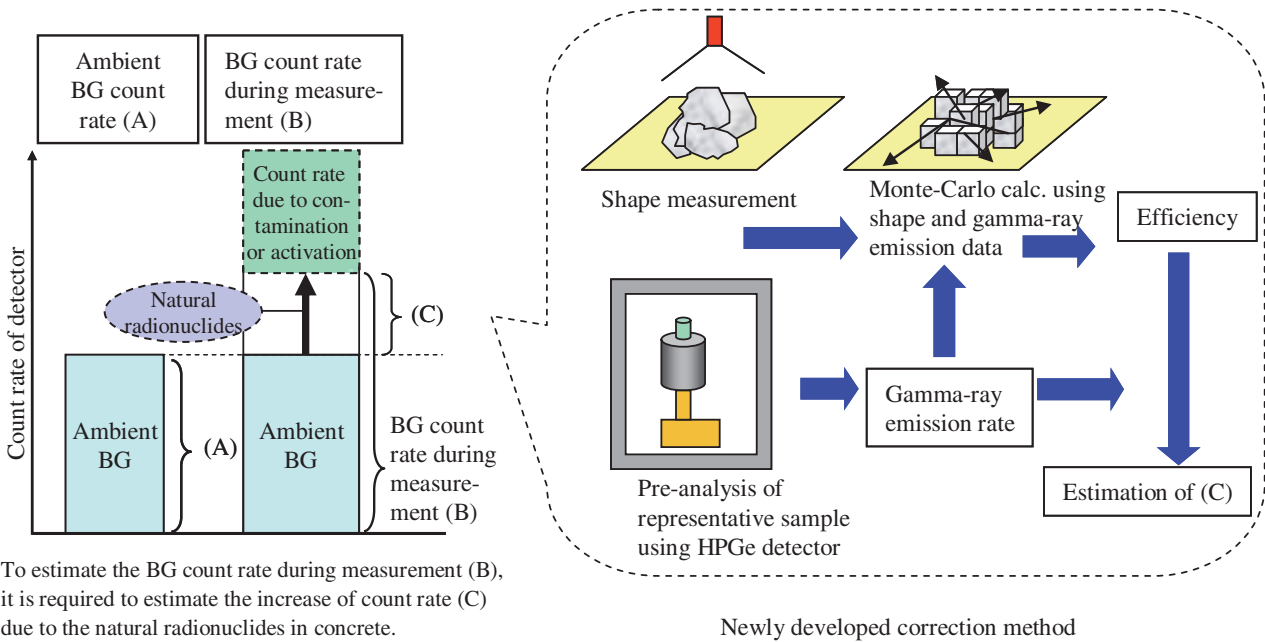 Ambient
BG count
rate (A)
BG count rate
during measure-
ment (B)
Count rate of detector
Count rate
due to con-
tamination
or activation
Natural
radionuclides
(C)
Ambient
BG
(A)
Ambient
BG
BG count
rate during
measure-
ment (B)
To estimate the BG count rate during measurement (B),
it is required to estimate the increase of count rate (C)
due to the natural radionuclides in concrete.
Shape measurement
Monte-Carlo calc. using
shape and gamma-ray
emission data
Efficiency
Gamma-ray
emission rate
Estimation of (C)
Pre-analysis of
representative sample
using HPGe detector
Newly developed correction method